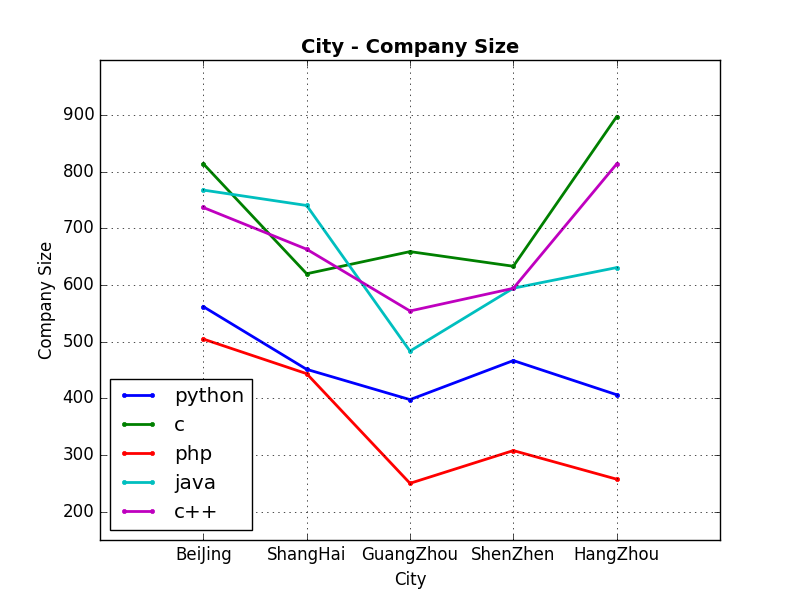 City - Company Size
900
800
700
600
500
400
300
200
Company Size
python
c
php
java
c++
BeiJing ShangHai GuangZhou ShenZhen HangZhou
City